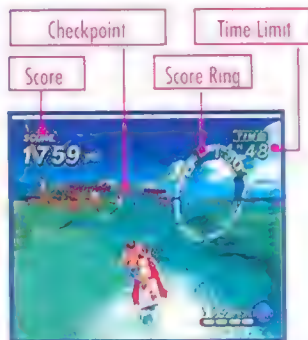 Checkpoint
Time Limit
Score
Score Ring
SCORE
TIME
1759
48